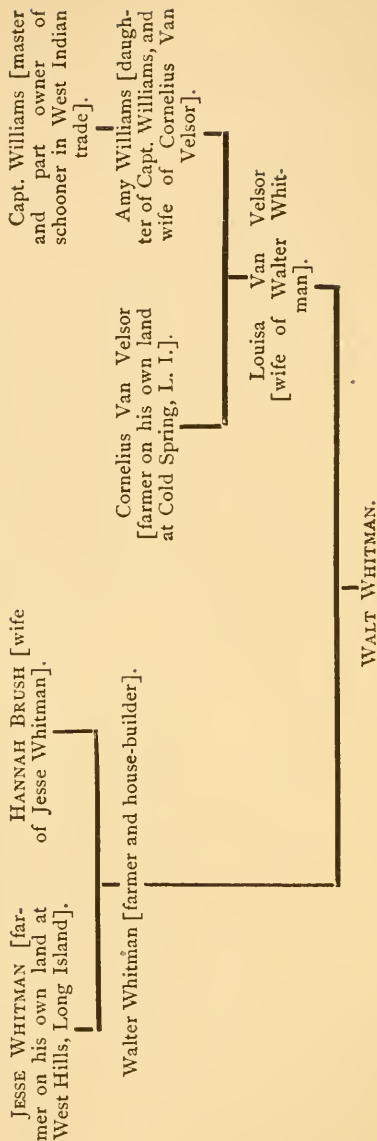 JESSE WHITMAN [far-
mer on his own land at
West Hills, Long Island].
HANNAH BRUSH [wife
of Jesse Whitman].
Capt. Williams [master
and part owner of
schooner in West Indian
trade].
Cornelius Van Velsor
[farmer on his own land
at Cold Spring, L. I.].
Amy Williams [daugh-
ter of Capt. Williams, and
wife of Cornelius Van
Velsor].
Walter Whitman [farmer and house-builder].
Louisa Van Velsor
[wife of Walter Whit-
man].
WALT WHITMAN.